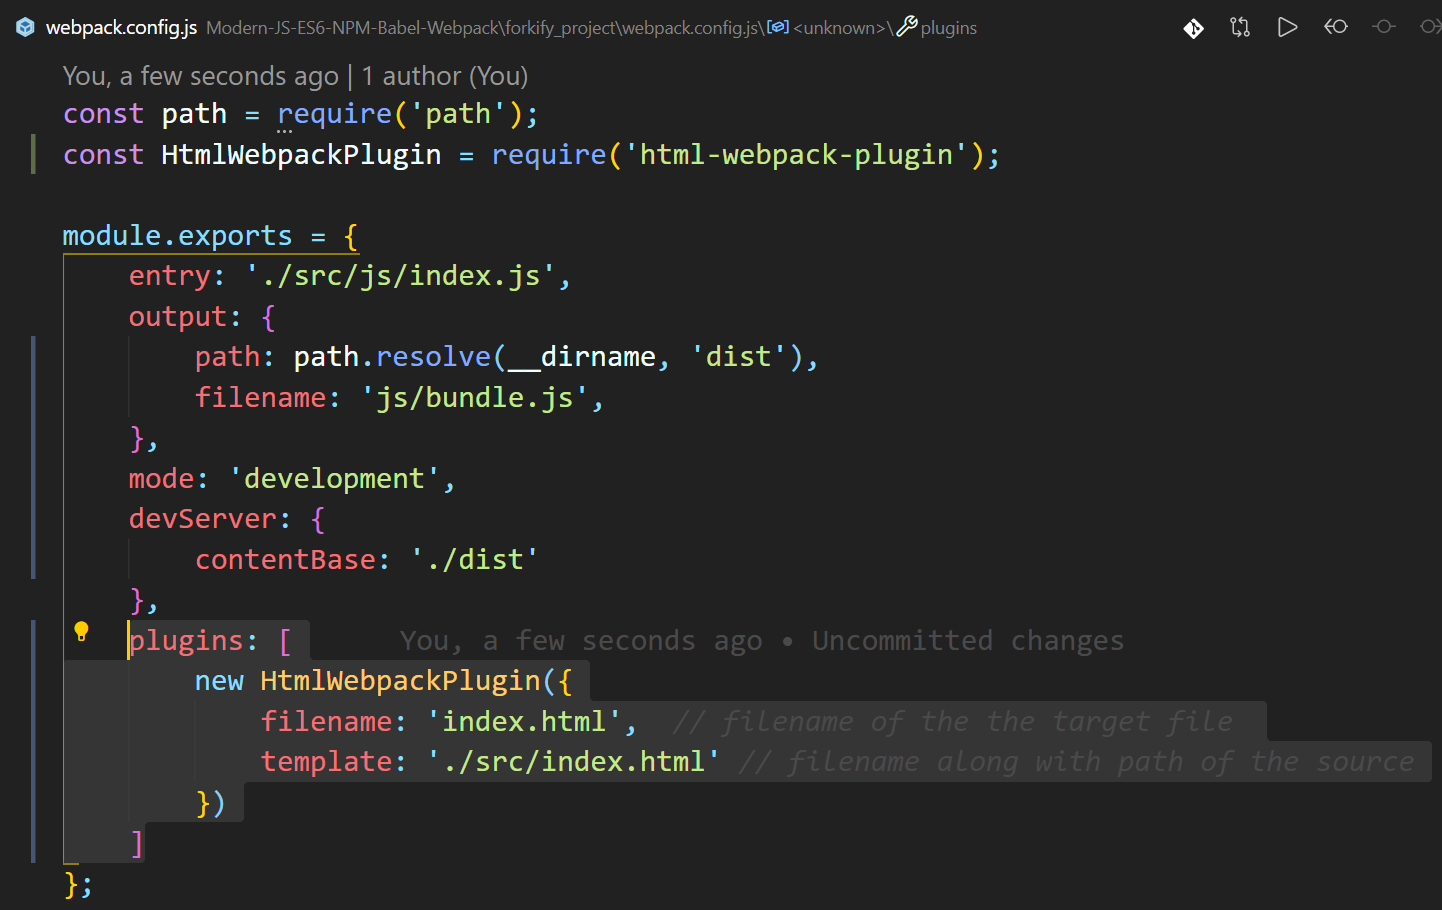 webpack.config.js Modern-JS-ES6-NPM-Babel-Webpack\forkify_project\webpack.config.js\<unknown>\plugins
You, a few seconds ago | 1 author (You)
const path = require('path');
const HtmlWebpackPlugin = require('html-webpack-plugin');
module.exports = {
entry: './src/js/index.js',
output: {
path: path.resolve(__dirname, 'dist'),
filename: 'js/bundle.js',
},
mode: 'development',
devServer: {
contentBase: './dist'
},
plugins: [ You, a few seconds ago • Uncommitted changes
new HtmlWebpackPlugin({
filename: 'index.html', // filename of the the target file
template: './src/index.html' // filename along with path of the source
})
]
};